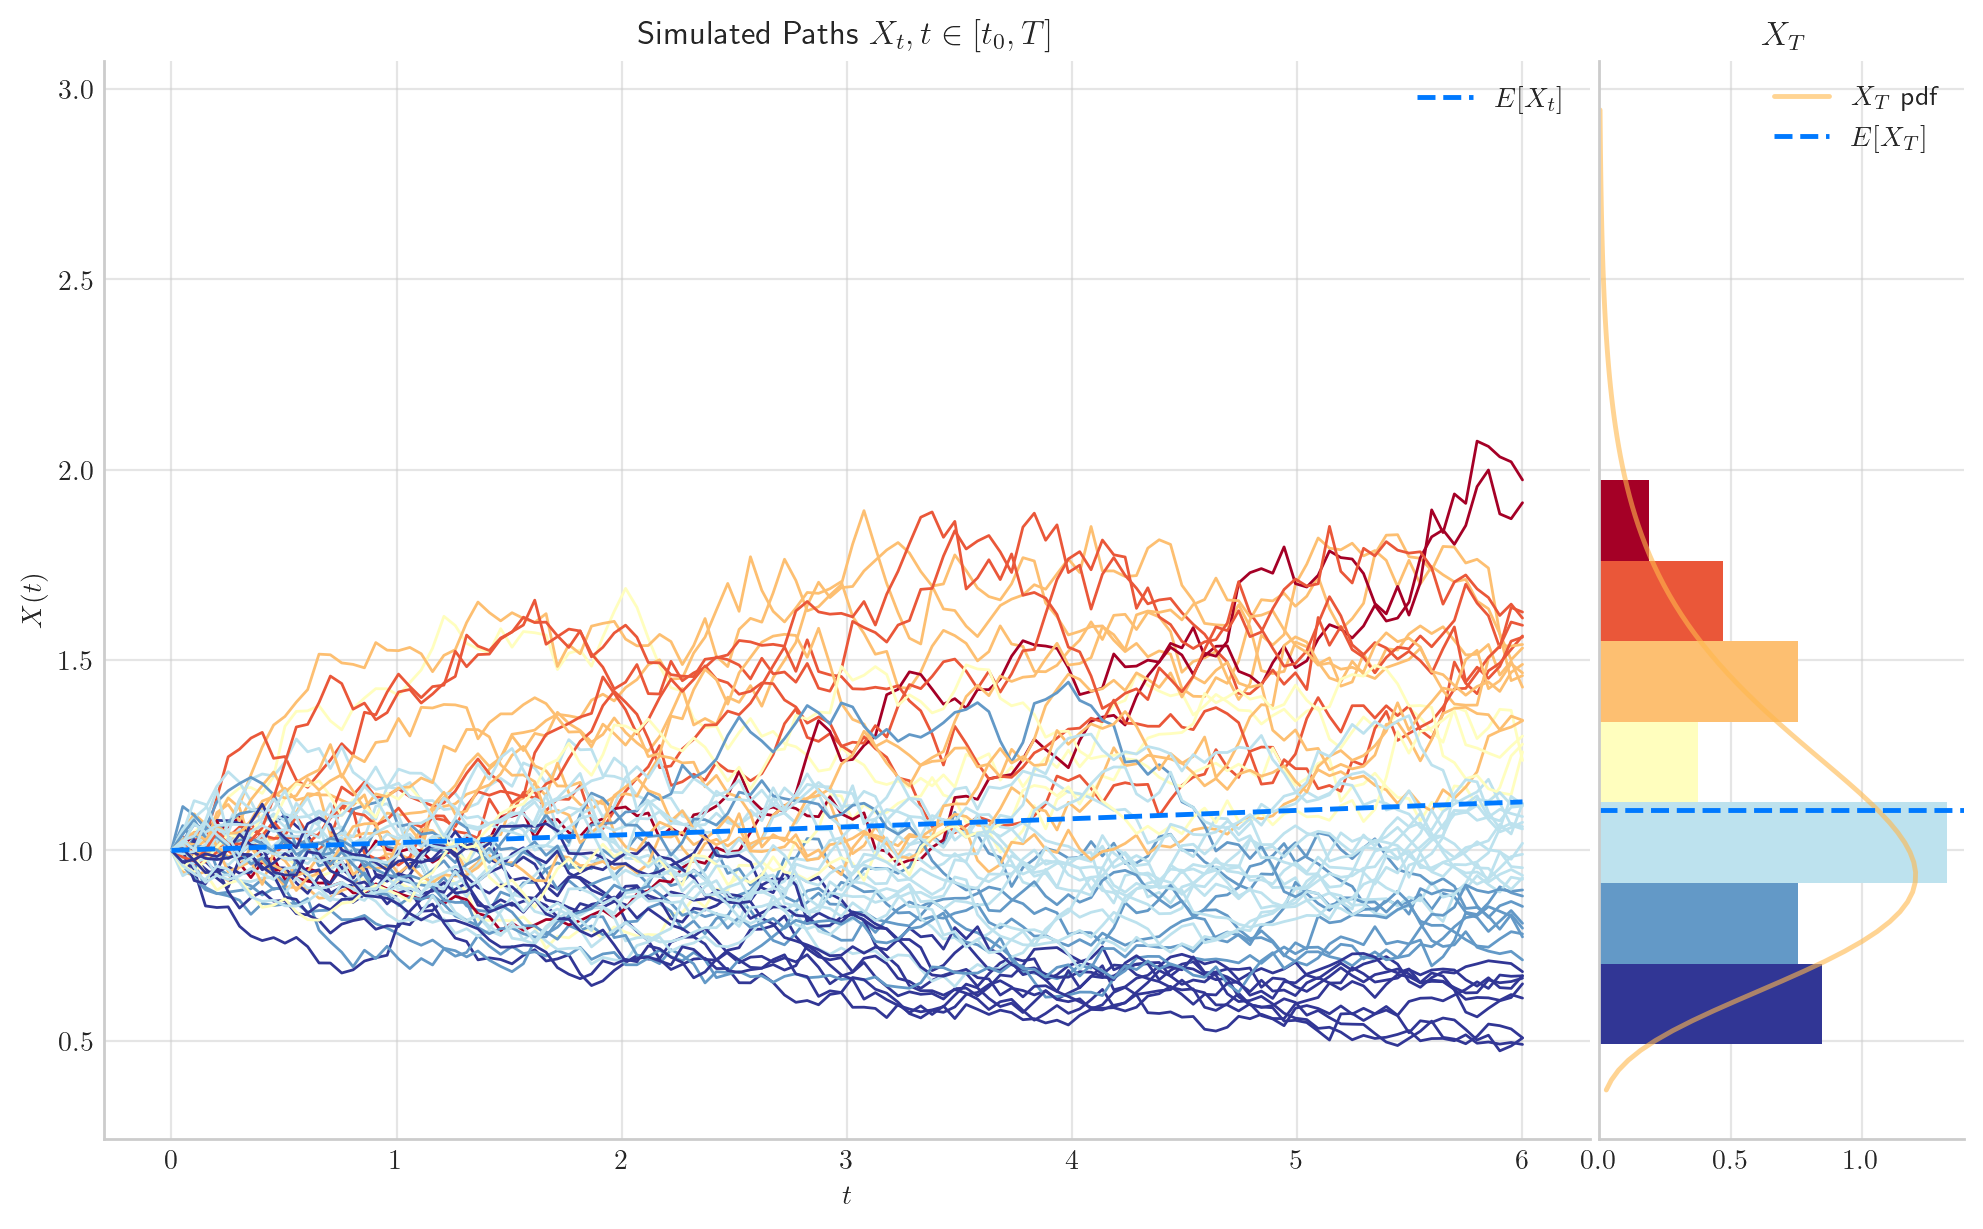 Simulated Paths $X_t, t \in [t_0, T]$
$X_T$
3.0
2.5
2.0
1.5
1.0
0.5
$X(t)$
$E[X_t]$
$X_T$ pdf
$E[X_T]$
0 1 2 3 4 5 6
$t$
0.0 0.5 1.0